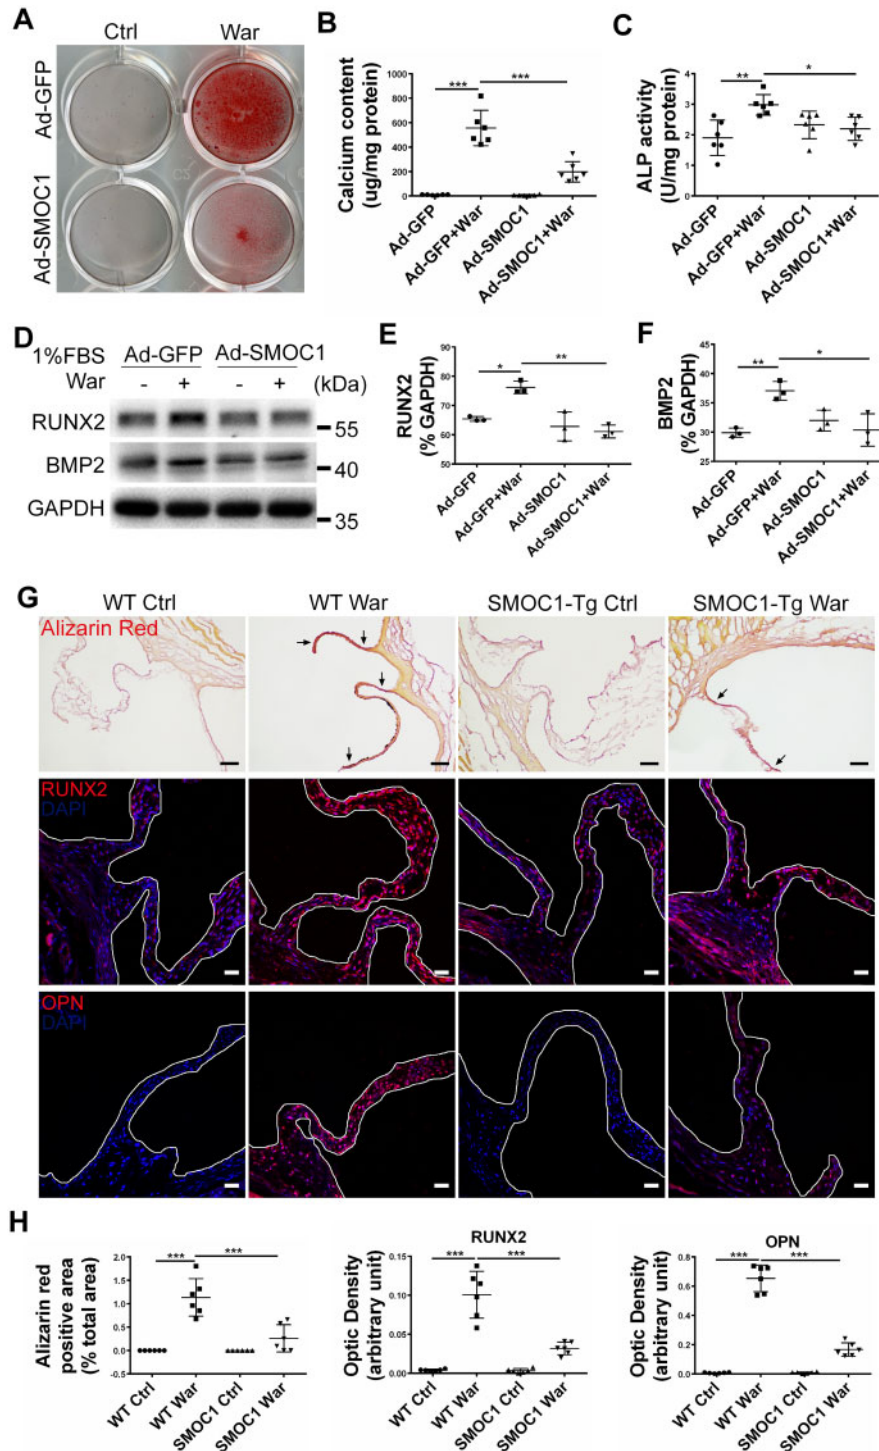 A
Ctrl
War
Ad-GFP
Ad-SMOC1
B
Calcium content
(ug/mg protein)
1000
800
600
400
200
0
***
***
Ad-GFP
Ad-GFP+War
Ad-SMOC1
Ad-SMOC1+War
C
ALP activity
(U/mg protein)
4
3
2
1
0
**
*
Ad-GFP
Ad-GFP+War
Ad-SMOC1
Ad-SMOC1+War
D
1%FBS
Ad-GFP
Ad-SMOC1
War
-
+
-
+
(kDa)
RUNX2
55
BMP2
40
GAPDH
35
E
RUNX2
(% GAPDH)
90
80
70
60
*
**
Ad-GFP
Ad-GFP+War
Ad-SMOC1
Ad-SMOC1+War
F
BMP2
(% GAPDH)
45
40
35
30
25
**
*
Ad-GFP
Ad-GFP+War
Ad-SMOC1
Ad-SMOC1+War
G
WT Ctrl
WT War
SMOC1-Tg Ctrl
SMOC1-Tg War
Alizarin Red
RUNX2
DAPI
OPN
DAPI
H
Alizarin red
positive area
(% total area)
2.0
1.5
1.0
0.5
0.0
-0.5
***
***
WT Ctrl
WT War
SMOC1 Ctrl
SMOC1 War
RUNX2
Optic Density
(arbitrary unit)
0.15
0.10
0.05
0.00
***
***
WT Ctrl
WT War
SMOC1 Ctrl
SMOC1 War
OPN
Optic Density
(arbitrary unit)
0.8
0.6
0.4
0.2
0.0
***
***
WT Ctrl
WT War
SMOC1 Ctrl
SMOC1 War